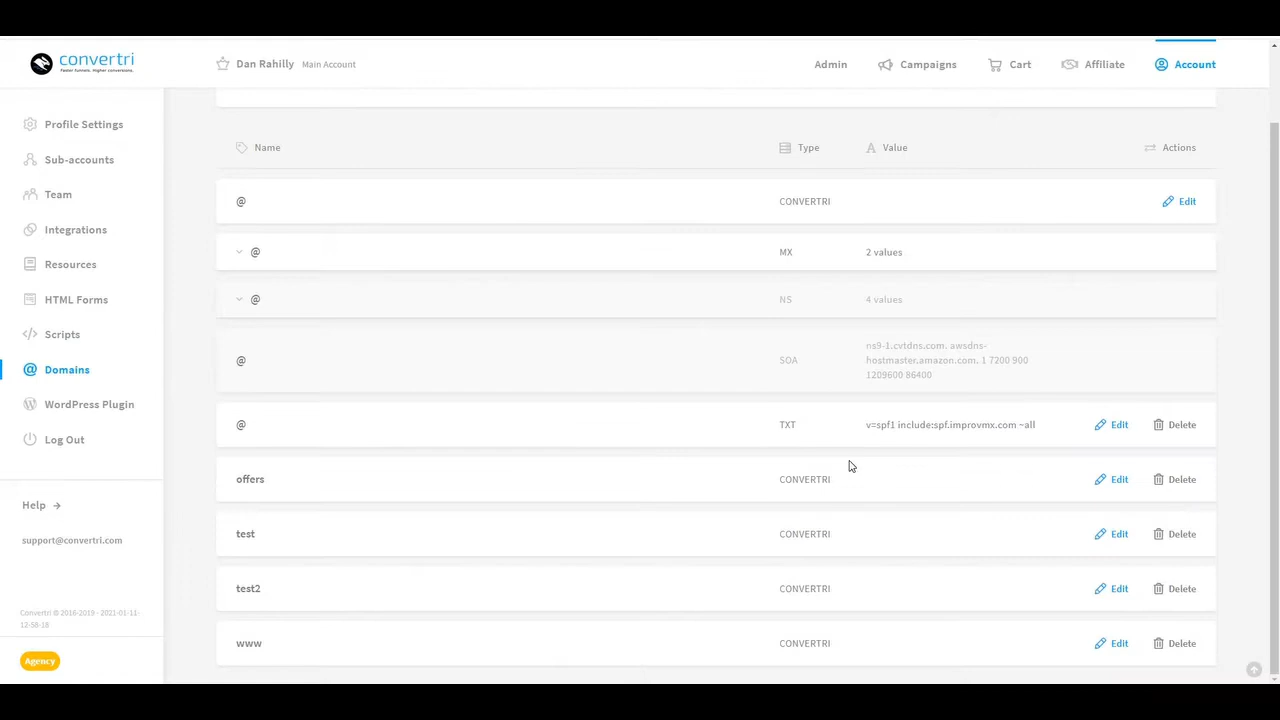 convertri
Faster funnels. Higher conversions.
Dan Rahilly Main Account
Admin
Campaigns
Cart
Affiliate
Account
Profile Settings
Sub-accounts
Team
Integrations
Resources
HTML Forms
Scripts
Domains
WordPress Plugin
Log Out
Help
support@convertri.com
Convertri © 2016-2019 - 2021-01-11-
12-58-18
Agency
Name Type Value Actions
@ CONVERTRI Edit
@ MX 2 values
@ NS 4 values
@ SOA ns9-1.cvtdns.com. awsdns-
hostmaster.amazon.com. 1 7200 900
1209600 86400
@ TXT v=spf1 include:spf.improvmx.com ~all Edit Delete
offers CONVERTRI Edit Delete
test CONVERTRI Edit Delete
test2 CONVERTRI Edit Delete
www CONVERTRI Edit Delete